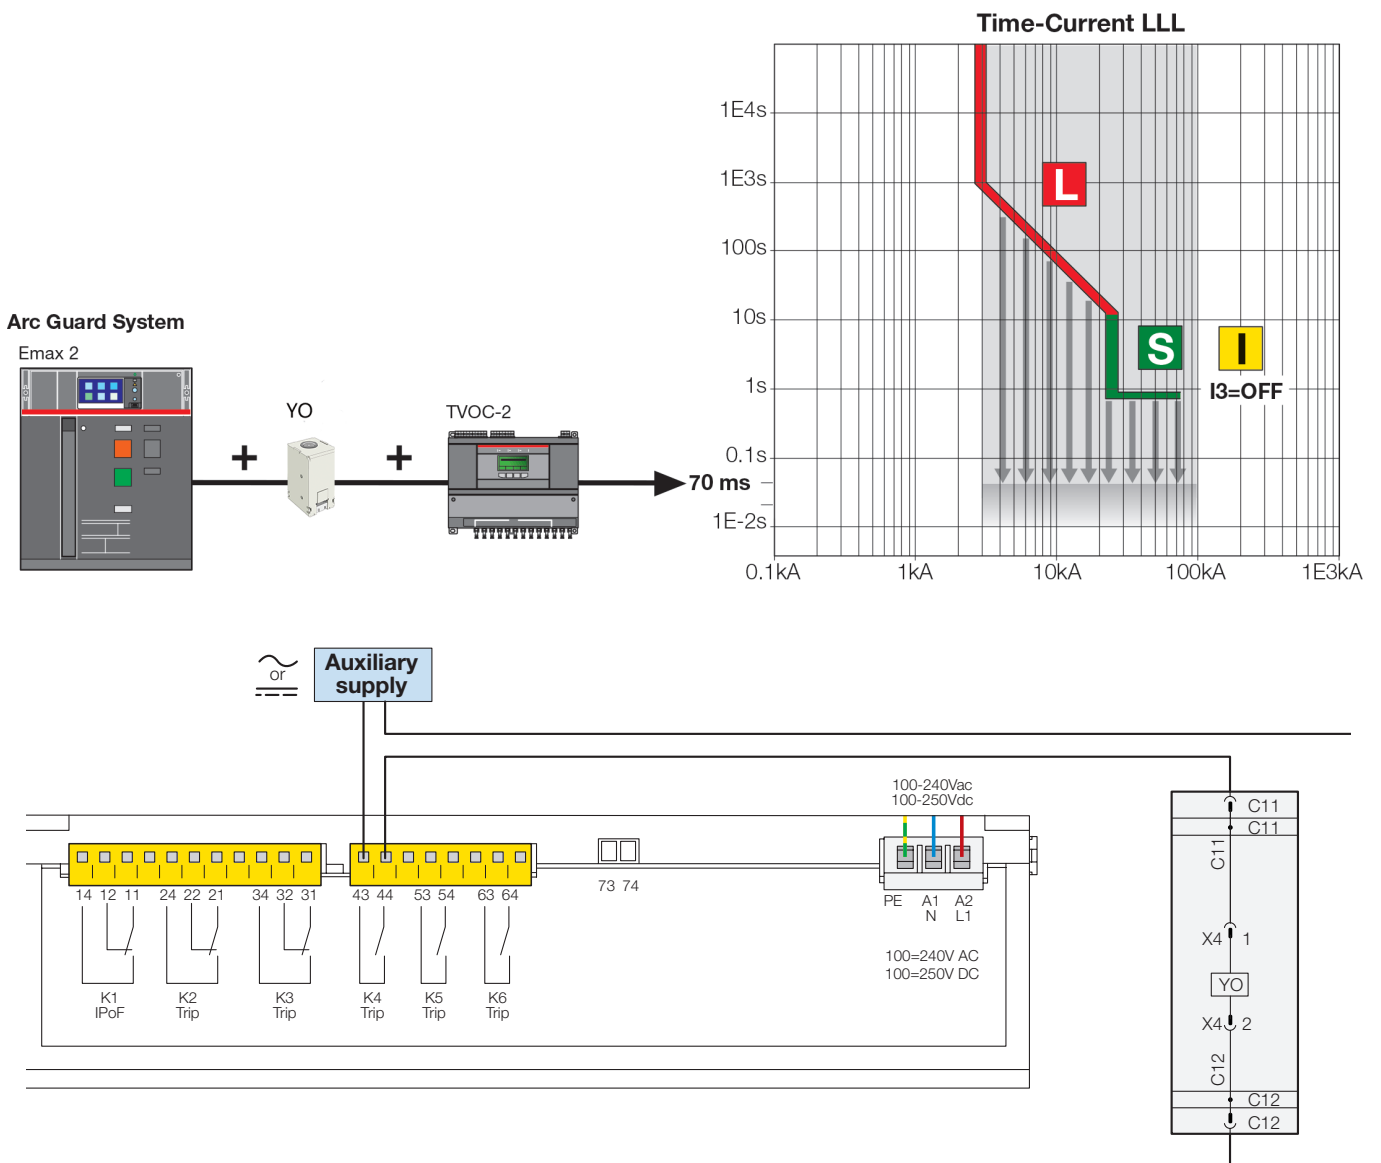 Time-Current LLL
1E4s
1E3s
L
100s
10s
Arc Guard System
S
I
Emax 2
1s
I3=OFF
YO
TVOC-2
+
+
0.1s
70 ms
1E-2s
0.1kA
1kA
10kA
100kA
1E3kA
or
Auxiliary
supply
100-240Vac
100-250Vdc
C11
C11
C11
14 12 11 24 22 21 34 32 31 43 44 53 54 63 64
73 74
PE
A1
N
A2
L1
X4 1
100=240V AC
100=250V DC
YO
K1
IPoF
K2
Trip
K3
Trip
K4
Trip
K5
Trip
K6
Trip
X4 2
C12
C12
C12